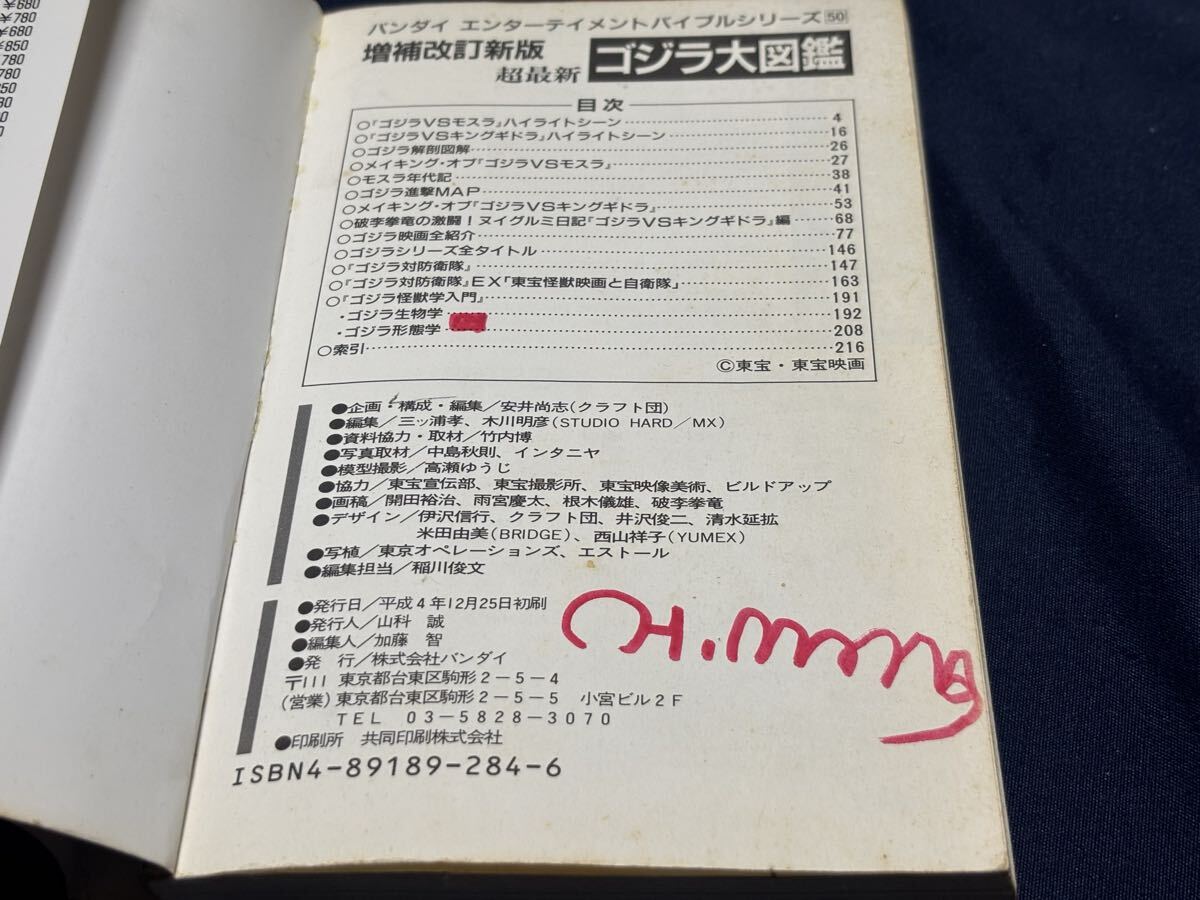 680
¥780
¥680
¥850
780
250
バンダイ エンターテイメントバイブルシリーズ50
増補改訂新版
超最新 ゴジラ大図鑑
目次
○『ゴジラVSモスラ』ハイライトシーン 4
○『ゴジラVSキングギドラ』ハイライトシーン 16
○ゴジラ解剖図解 26
○メイキング・オブ『ゴジラVSモスラ』 27
○モスラ年代記 38
○ゴジラ進撃MAP 41
○メイキング・オブ『ゴジラVSキングギドラ』 53
○破李拳竜の激闘！ヌイグルミ日記『ゴジラVSキングギドラ』編 68
○ゴジラ映画全紹介 77
○ゴジラシリーズ全タイトル 146
○『ゴジラ対防衛隊』 147
○『ゴジラ対防衛隊』EX「東宝怪獣映画と自衛隊」 163
○『ゴジラ怪獣学入門』 191
・ゴジラ生物学 192
・ゴジラ形態学 208
○索引 216
©東宝・東宝映画
●企画・構成・編集／安井尚志(クラフト団)
●編集／三ッ浦孝、木川明彦(STUDIO HARD／MX)
●資料協力・取材／竹内博
●写真取材／中島秋則、インタニヤ
●模型撮影／高瀬ゆうじ
●協力／東宝宣伝部、東宝撮影所、東宝映像美術、ビルドアップ
●画稿／開田裕治、雨宮慶太、根木儀雄、破李拳竜
●デザイン／伊沢信行、クラフト団、井沢俊二、清水延拡
米田由美(BRIDGE)、西山祥子(YUMEX)
●写植／東京オペレーションズ、エストール
●編集担当／稲川俊文
●発行日／平成4年12月25日初刷
●発行人／山科 誠
●編集人／加藤 智
●発 行／株式会社バンダイ
〒111 東京都台東区駒形2-5-4
(営業)東京都台東区駒形2-5-5 小宮ビル2F
TEL 03-5828-3070
●印刷所 共同印刷株式会社
ISBN4-89189-284-6